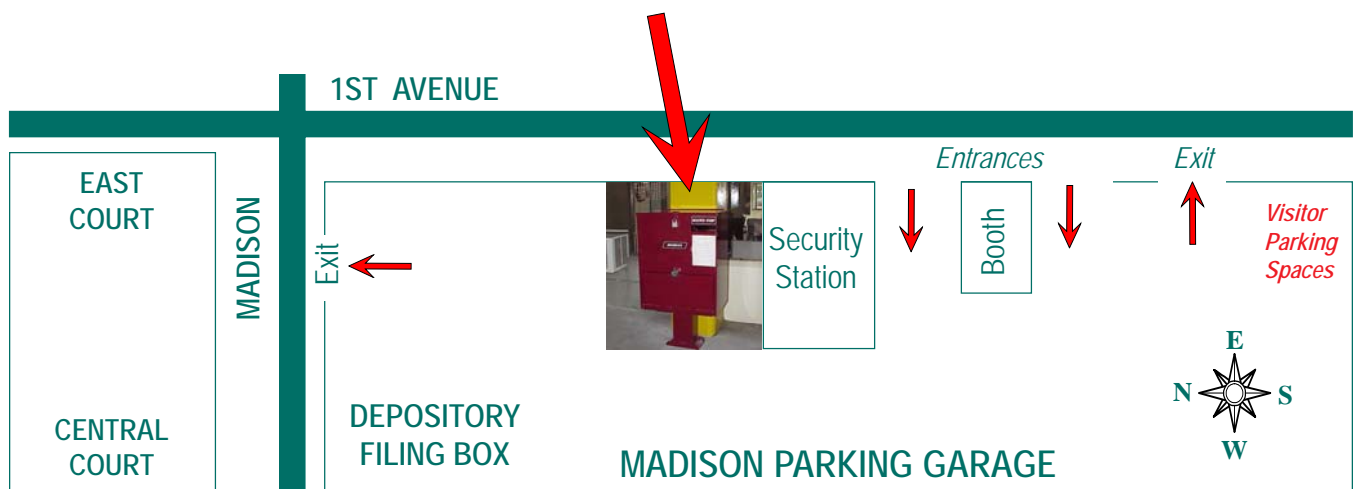 1ST AVENUE
EAST
COURT
MADISON
CENTRAL
COURT
Exit
DEPOSITORY
FILING BOX
Security
Station
Entrances
Booth
Exit
Visitor
Parking
Spaces
MADISON PARKING GARAGE
E
N
S
W